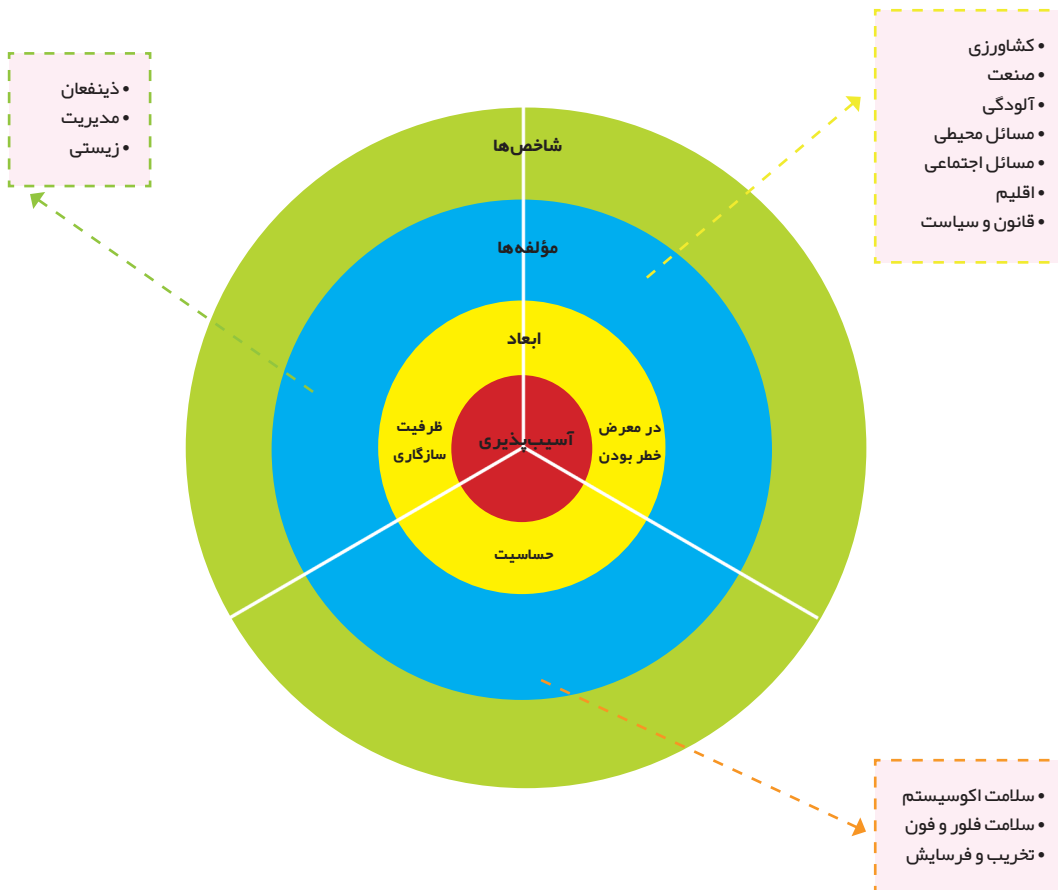 • کشاورزی
• صنعت
• آلودگی
• مسائل محیطی
• مسائل اجتماعی
• اقلیم
• قانون و سیاست
• ذینفعان
• مدیریت
• زیستی
شاخص‌ها
مؤلفه‌ها
ابعاد
در معرض
خطر بودن
آسیب‌پذیری
ظرفیت
سازگاری
حساسیت
• سلامت اکوسیستم
• سلامت فلور و فون
• تخریب و فرسایش